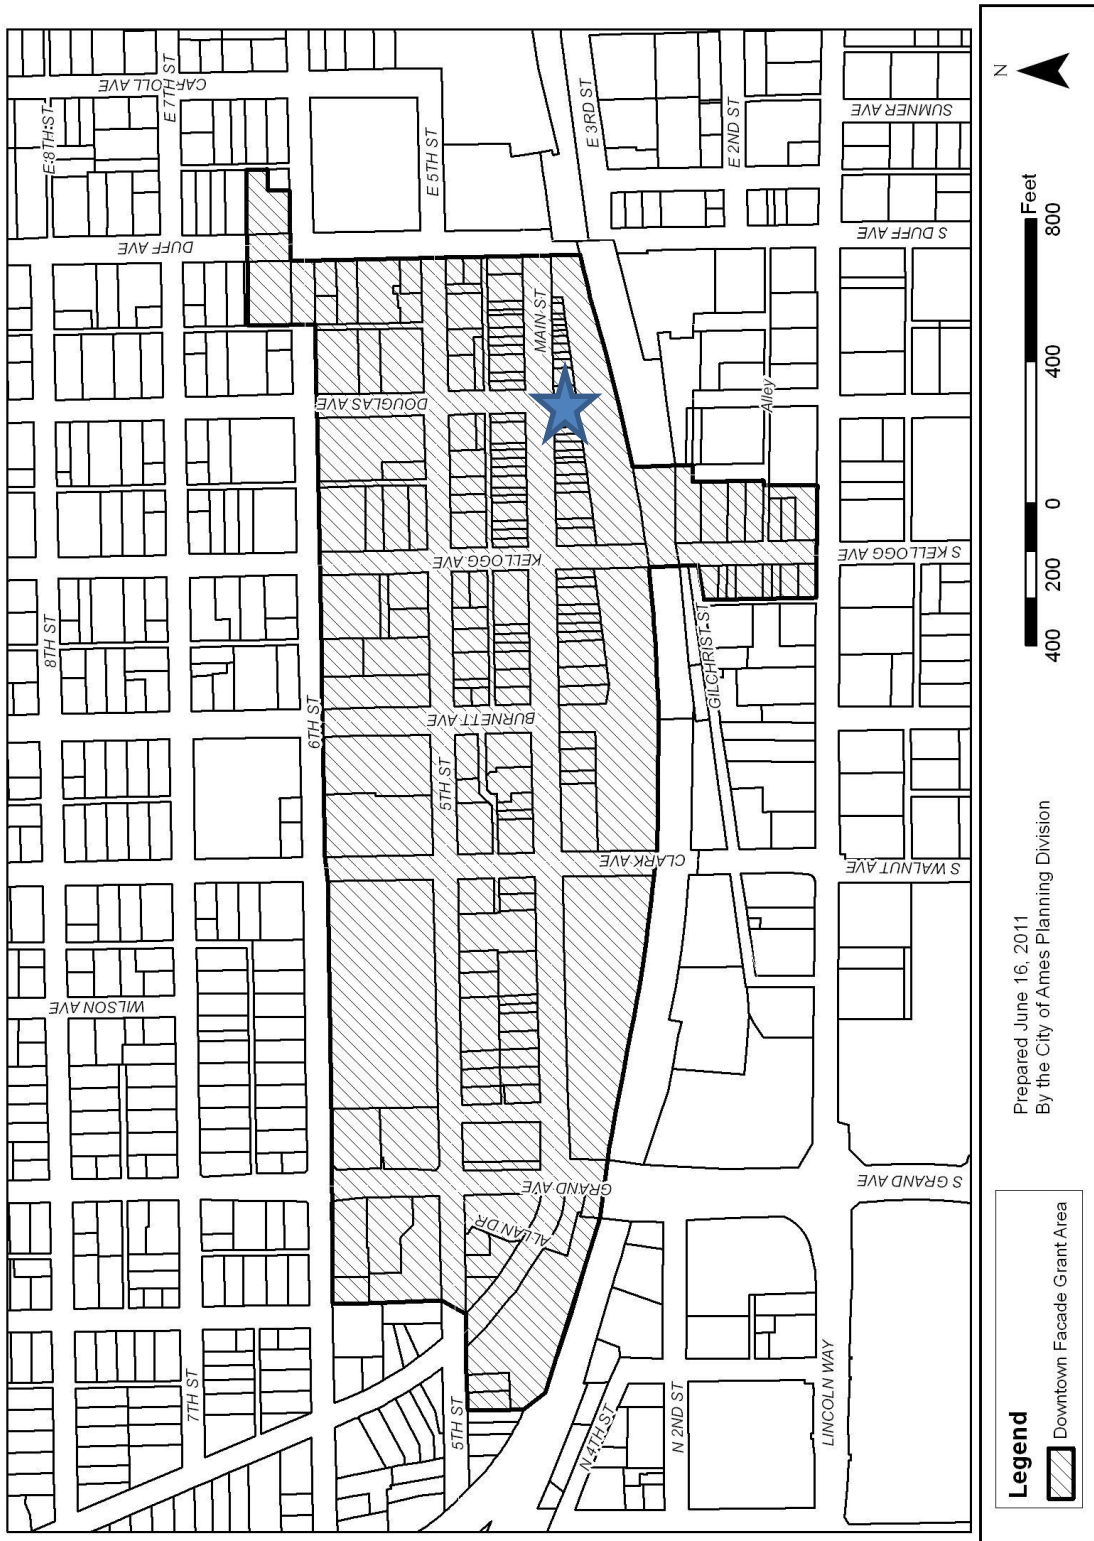 E 8TH ST
E 7TH ST
CARROLL AVE
DUFF AVE
E 5TH ST
E 3RD ST
E 2ND ST
SUMNER AVE
S DUFF AVE
MAIN ST
DOUGLAS AVE
Alley
KELLOGG AVE
S KELLOGG AVE
8TH ST
6TH ST
BURNETT AVE
GILCHRIST ST
5TH ST
CLARK AVE
S WALNUT AVE
WILSON AVE
GRAND AVE
S GRAND AVE
ALLAN DR
7TH ST
5TH ST
N 4TH ST
N 2ND ST
LINCOLN WAY
Legend
Downtown Facade Grant Area
Prepared June 16, 2011
By the City of Ames Planning Division
400 200 0 400 800
Feet
N